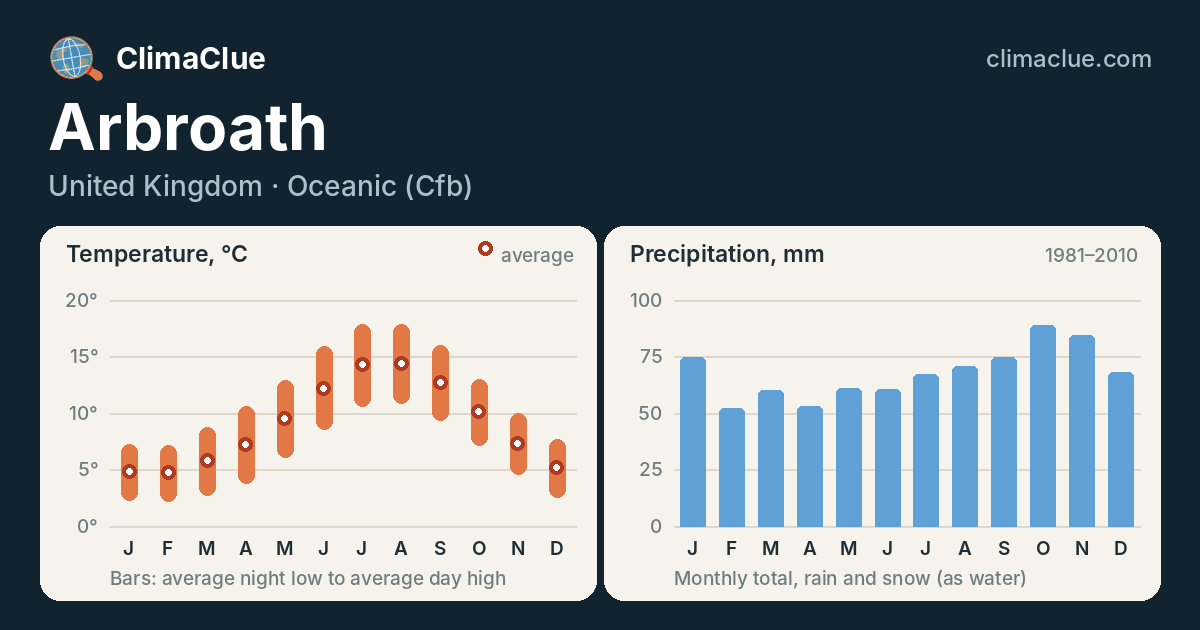 ClimaClue
climaclue.com
Arbroath
United Kingdom · Oceanic (Cfb)
Temperature, °C
average
20°
15°
10°
5°
0°
J F M A M J J A S O N D
Bars: average night low to average day high
Precipitation, mm
1981–2010
100
75
50
25
0
J F M A M J J A S O N D
Monthly total, rain and snow (as water)